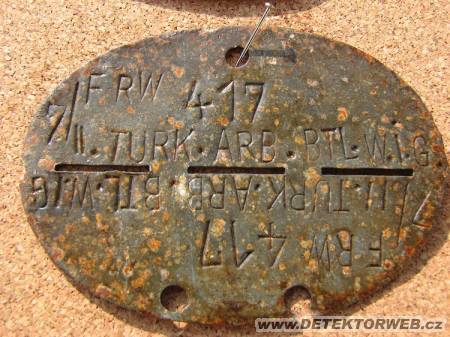 FRW 417
7/II. TURK. ARB. BTL. W.I.G.
7/II. TURK. ARB. BTL. W.I.G
FRW 417
WWW.DETEKTORWEB.CZ